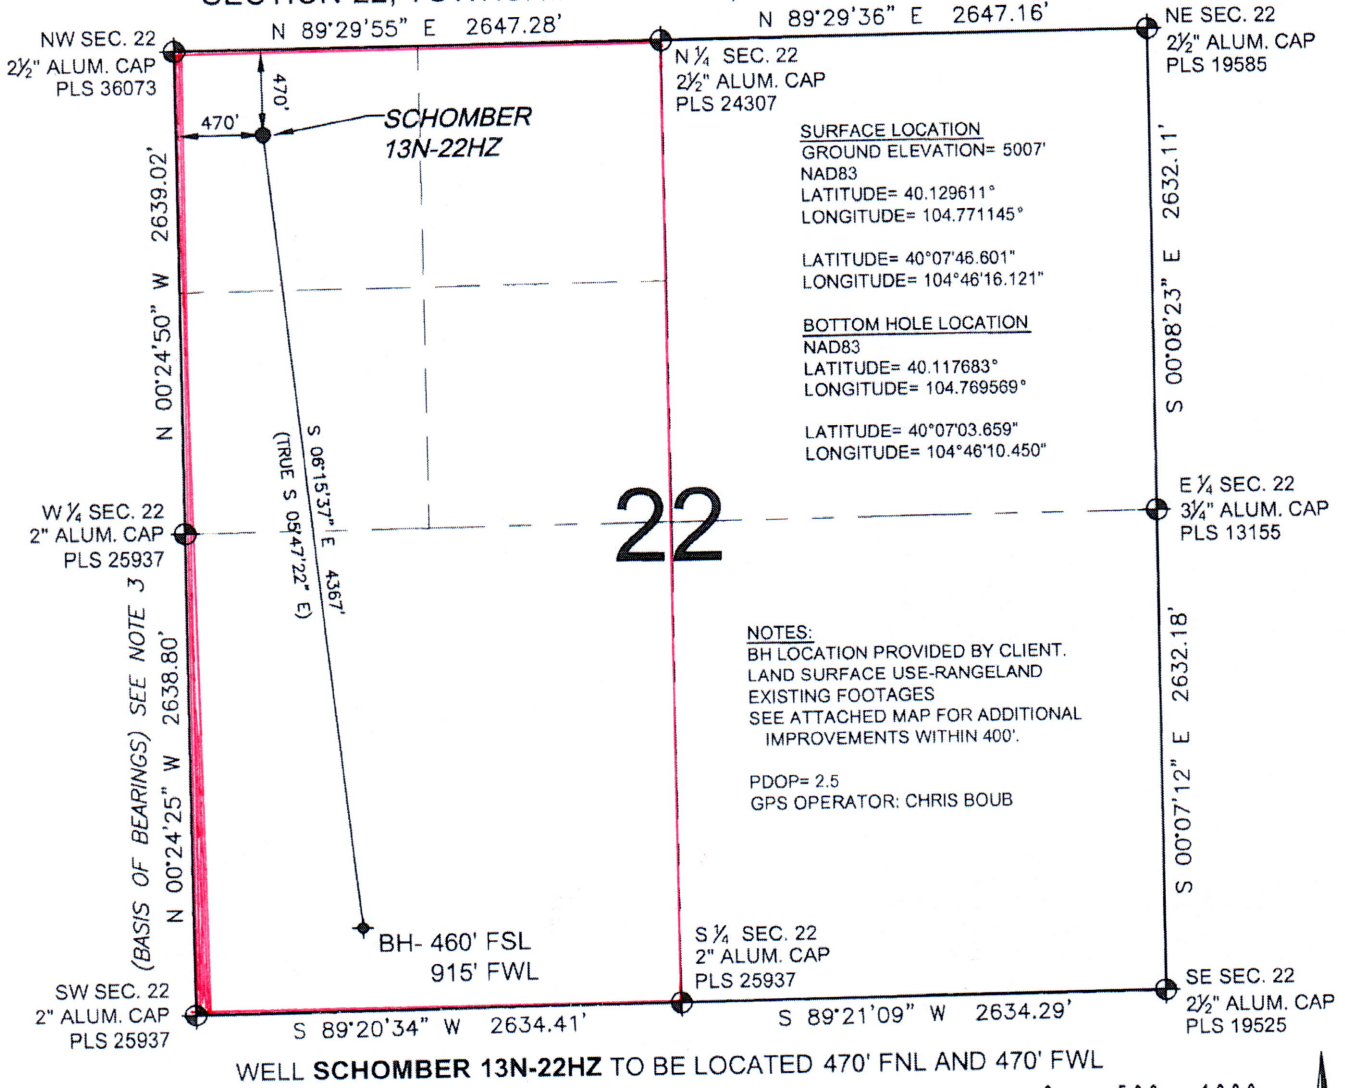 SECTION 22,
N 89°29'55" E 2647.28'
N 89°29'36" E 2647.16'
NW SEC. 22
2½" ALUM. CAP
PLS 36073
N ¼ SEC. 22
2½" ALUM. CAP
PLS 24307
NE SEC. 22
2½" ALUM. CAP
PLS 19585
470'
470'
SCHOMBER
13N-22HZ
SURFACE LOCATION
GROUND ELEVATION= 5007'
NAD83
LATITUDE= 40.129611°
LONGITUDE= 104.771145°
LATITUDE= 40°07'46.601"
LONGITUDE= 104°46'16.121"
BOTTOM HOLE LOCATION
NAD83
LATITUDE= 40.117683°
LONGITUDE= 104.769569°
LATITUDE= 40°07'03.659"
LONGITUDE= 104°46'10.450"
N 00°24'50" W 2639.02'
S 00°08'23" E 2632.11'
S 06°15'37" E 4367'
(TRUE S 05°47'22" E)
W ¼ SEC. 22
2" ALUM. CAP
PLS 25937
22
E ¼ SEC. 22
3¼" ALUM. CAP
PLS 13155
(BASIS OF BEARINGS) SEE NOTE 3
N 00°24'25" W 2638.80'
NOTES:
BH LOCATION PROVIDED BY CLIENT.
LAND SURFACE USE-RANGELAND
EXISTING FOOTAGES
SEE ATTACHED MAP FOR ADDITIONAL
IMPROVEMENTS WITHIN 400'.
PDOP= 2.5
GPS OPERATOR: CHRIS BOUB
S 00°07'12" E 2632.18'
BH- 460' FSL
915' FWL
S ¼ SEC. 22
2" ALUM. CAP
PLS 25937
SW SEC. 22
2" ALUM. CAP
PLS 25937
SE SEC. 22
2½" ALUM. CAP
PLS 19525
S 89°20'34" W 2634.41'
S 89°21'09" W 2634.29'
WELL SCHOMBER 13N-22HZ TO BE LOCATED 470' FNL AND 470' FWL